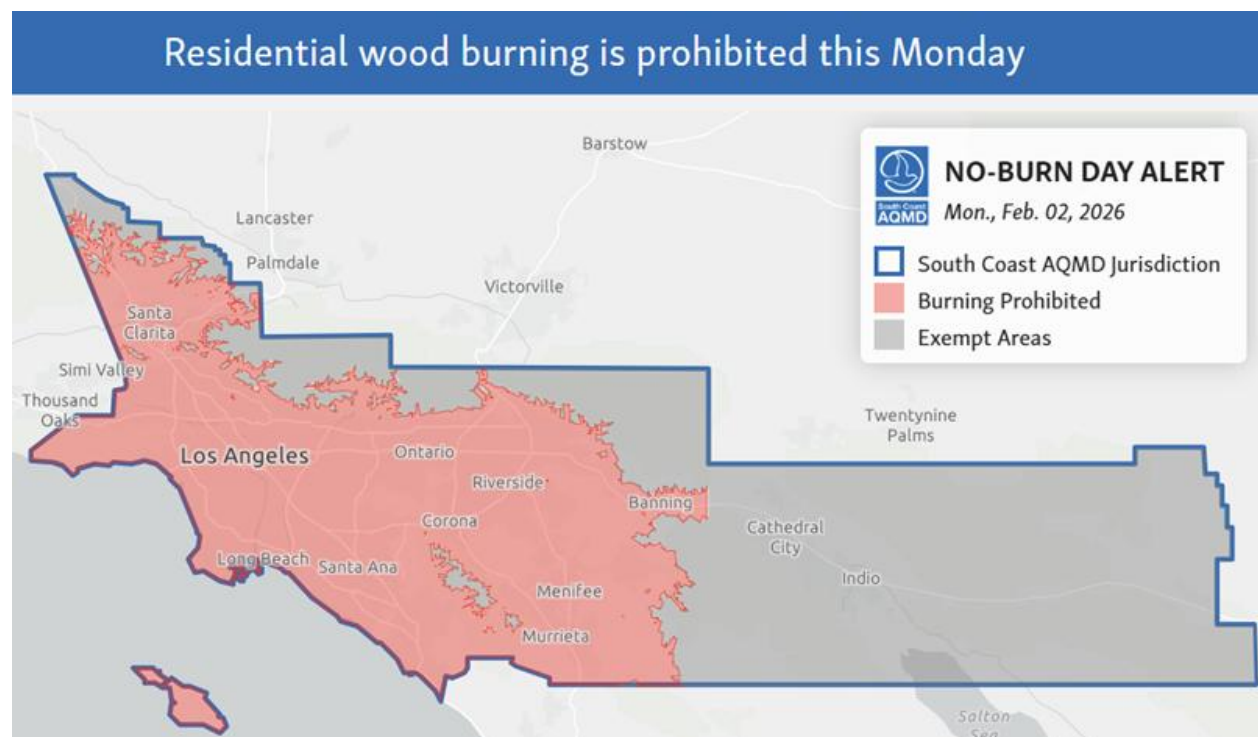 Residential wood burning is prohibited this Monday
Barstow
NO-BURN DAY ALERT
South Coast
AQMD
Mon., Feb. 02, 2026
South Coast AQMD Jurisdiction
Burning Prohibited
Exempt Areas
Lancaster
Palmdale
Victorville
Santa
Clarita
Simi Valley
Thousand
Oaks
Twentynine
Palms
Los Angeles
Ontario
Riverside
Banning
Corona
Cathedral
City
Long Beach
Santa Ana
Indio
Menifee
Murrieta
Salton
Sea